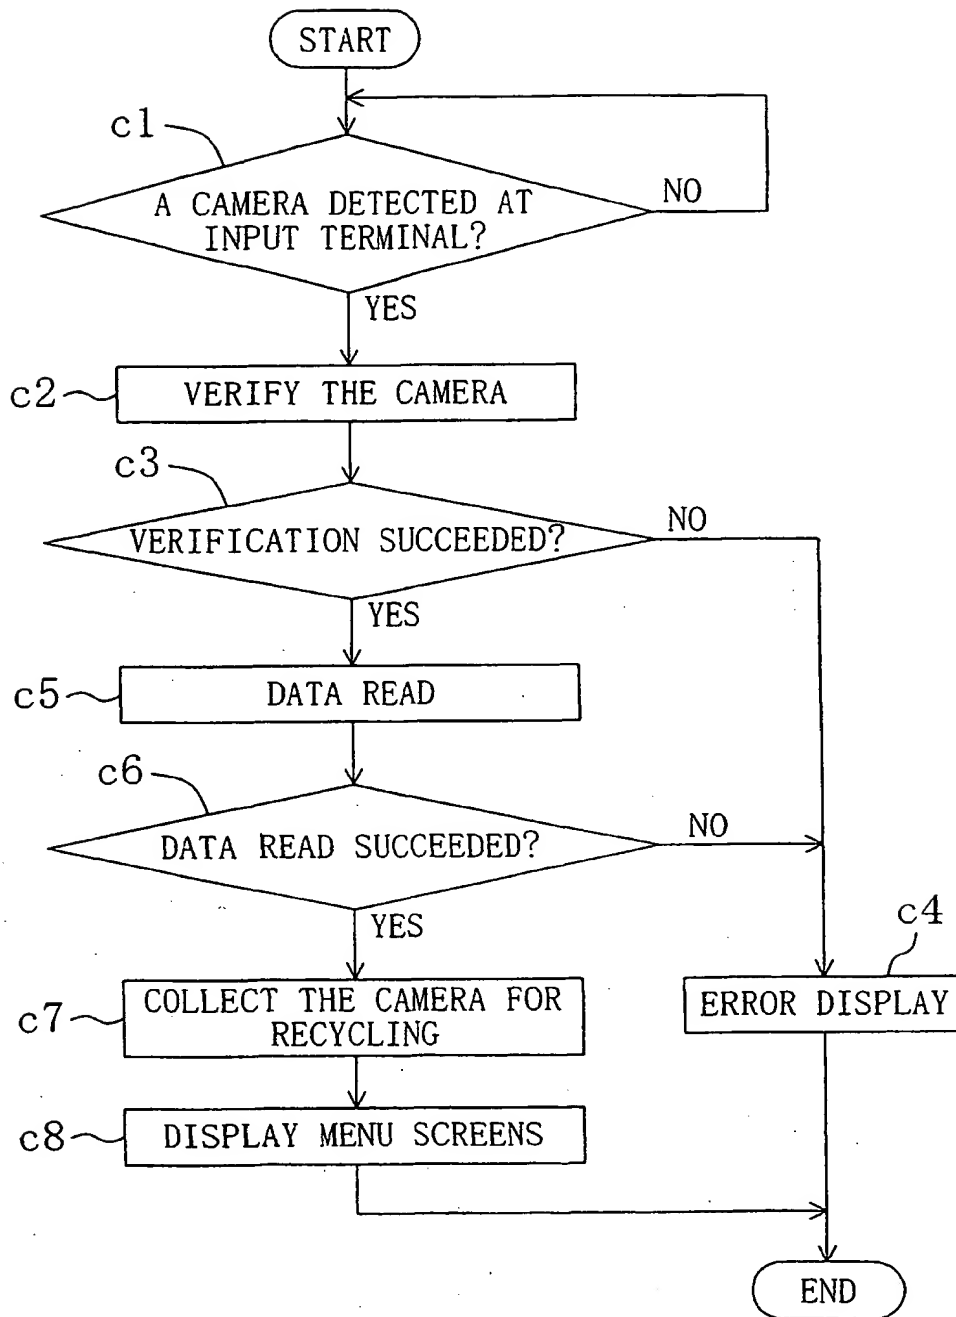 START
c1
A CAMERA DETECTED AT
INPUT TERMINAL?
NO
YES
c2
VERIFY THE CAMERA
c3
VERIFICATION SUCCEEDED?
NO
YES
c5
DATA READ
c6
DATA READ SUCCEEDED?
NO
YES
c4
ERROR DISPLAY
c7
COLLECT THE CAMERA FOR
RECYCLING
c8
DISPLAY MENU SCREENS
END